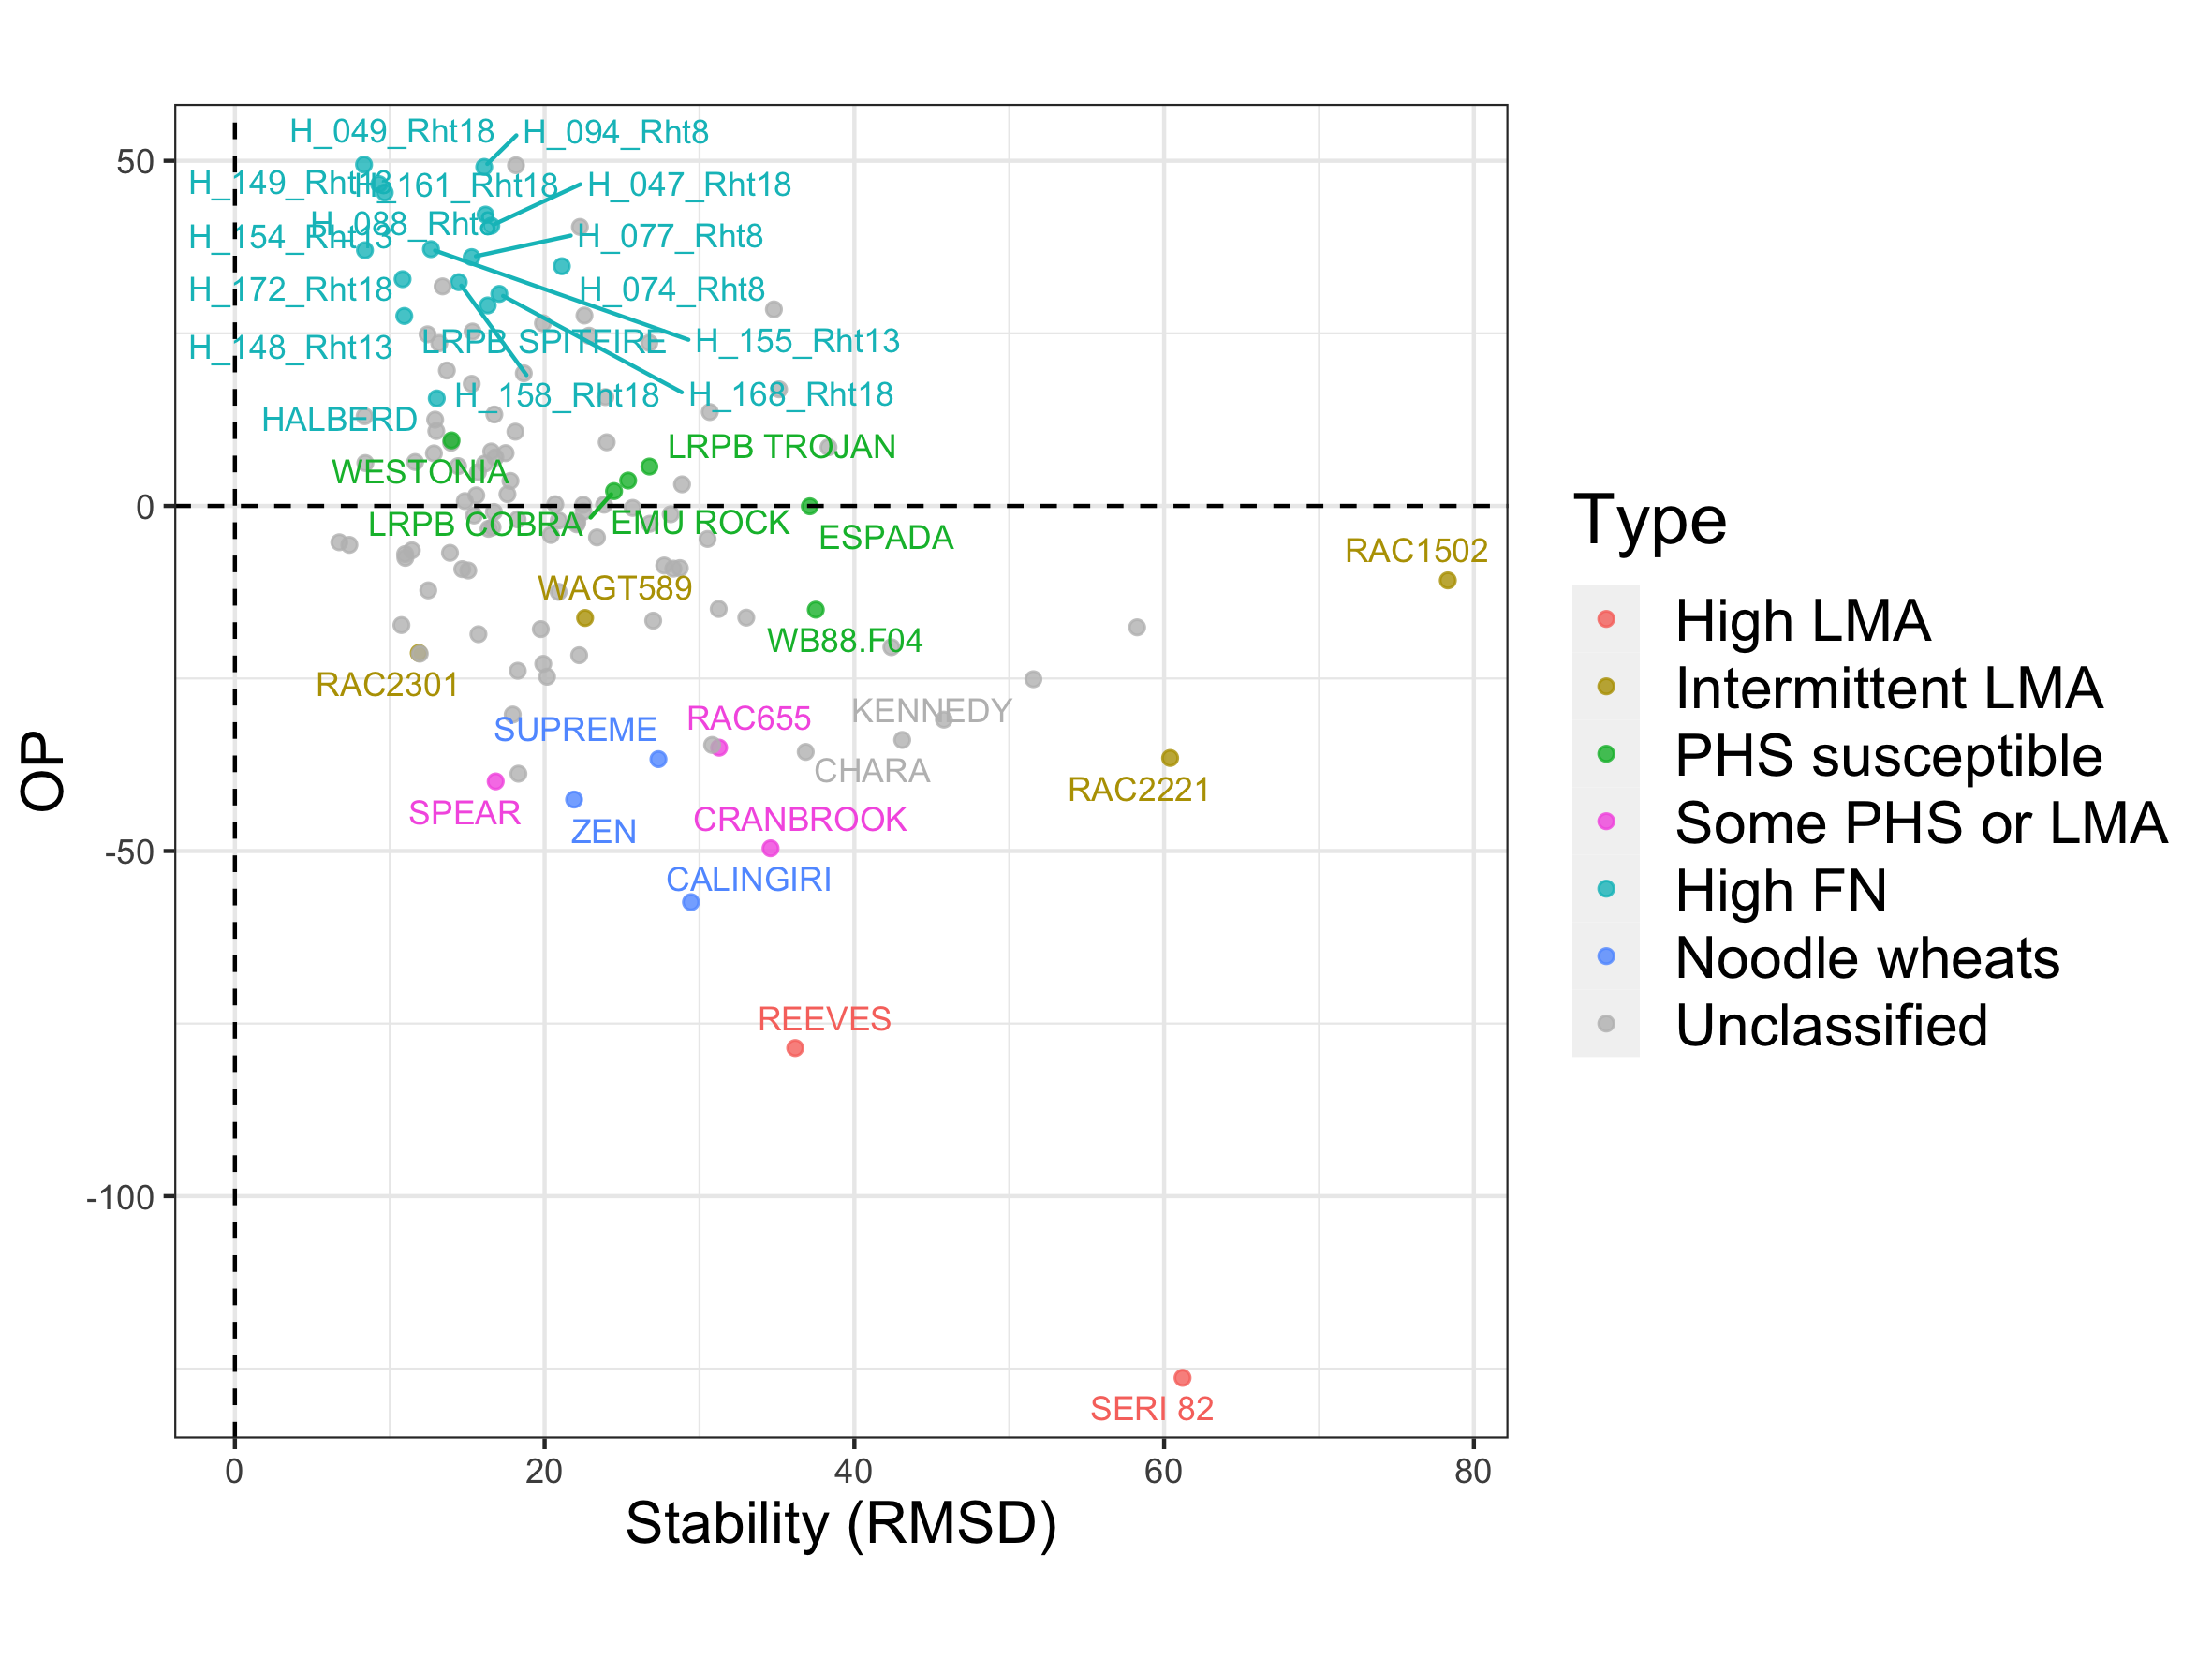 H_049_Rht18
H_094_Rht8
50
H_149_Rht18
H_161_Rht18
H_047_Rht18
H_088_Rht8
H_154_Rht13
H_077_Rht8
H_172_Rht18
H_074_Rht8
H_148_Rht13
LRPB SPITFIRE
H_155_Rht13
H_158_Rht18
H_168_Rht18
HALBERD
LRPB TROJAN
WESTONIA
0
LRPB COBRA
EMU ROCK
ESPADA
RAC1502
WAGT589
WB88.F04
RAC2301
SUPREME
RAC655
KENNEDY
CHARA
RAC2221
SPEAR
ZEN
CRANBROOK
-50
CALINGIRI
REEVES
-100
SERI 82
OP
0
20
40
60
80
Stability (RMSD)
Type
High LMA
Intermittent LMA
PHS susceptible
Some PHS or LMA
High FN
Noodle wheats
Unclassified